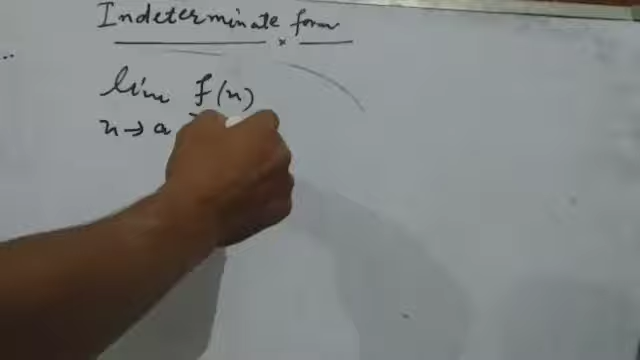 Indeterminate form
lim f(x)
x→a